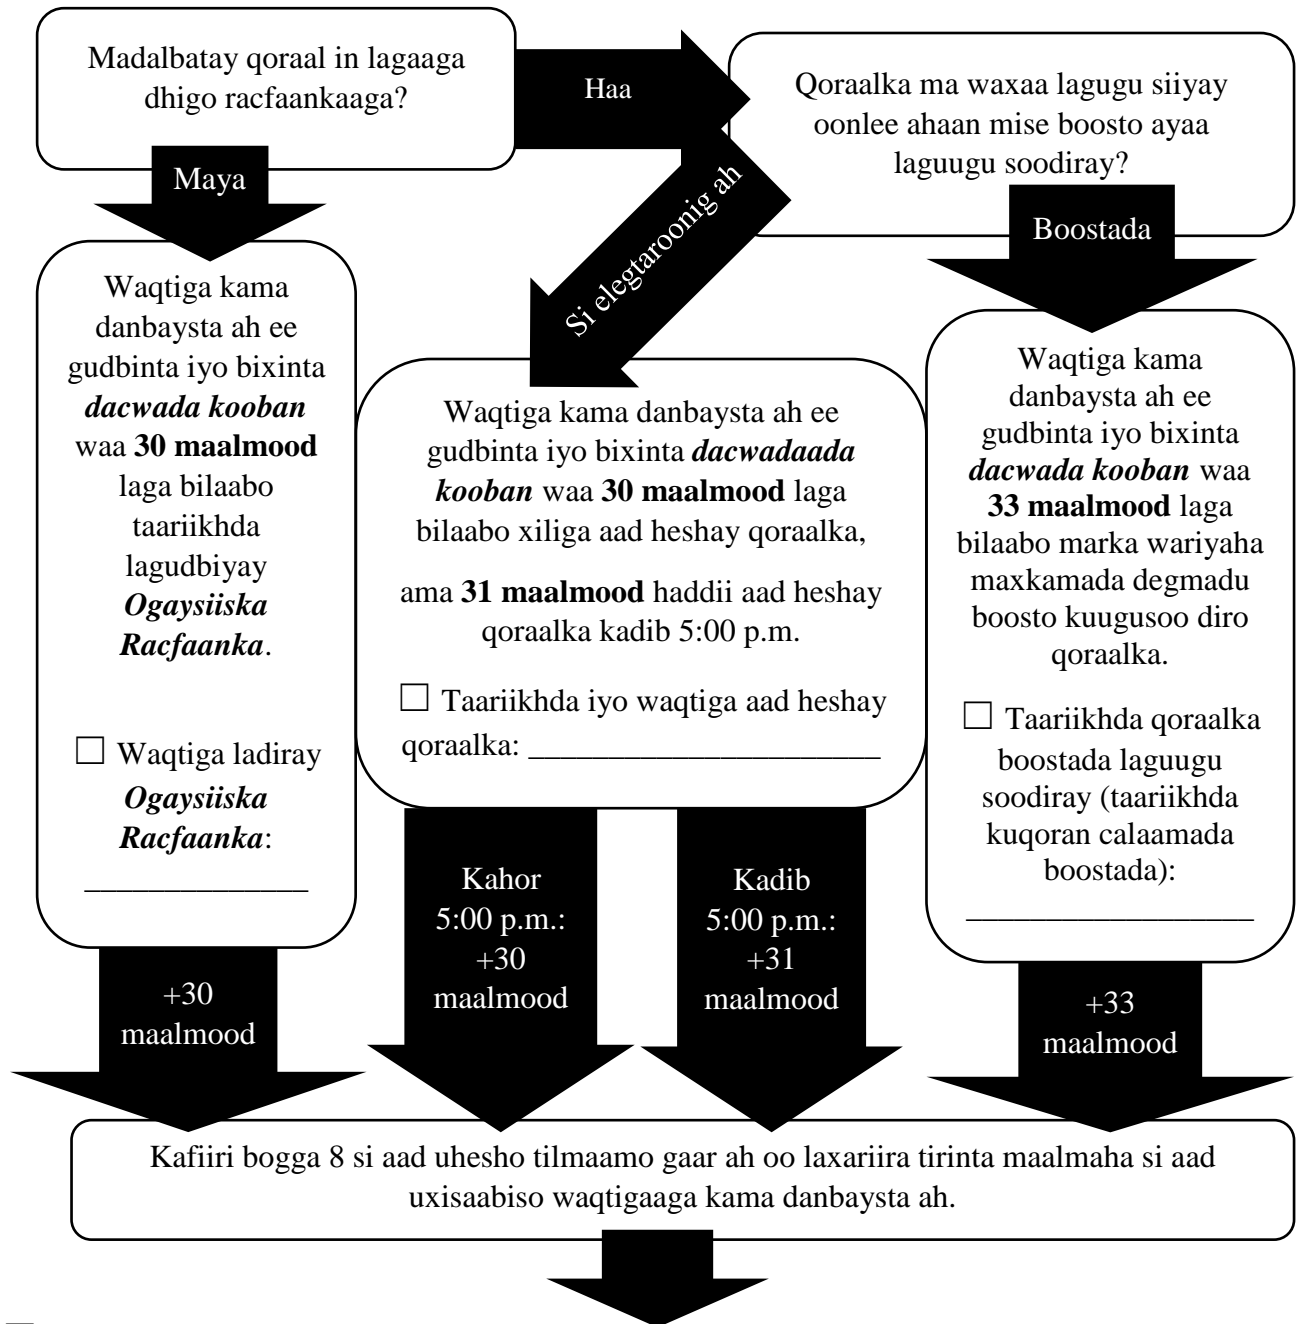 Madalbatay qoraal in lagaaga
dhigo racfaankaaga?
Haa
Qoraalka ma waxaa lagugu siiyay
oonlee ahaan mise boosto ayaa
laguugu soodiray?
Maya
Si elegtaroonig ah
Boostada
Waqtiga kama
danbaysta ah ee
gudbinta iyo bixinta
dacwada kooban
waa 30 maalmood
laga bilaabo
taariikhda
lagudbiyay
Ogaysiiska
Racfaanka.
☐ Waqtiga ladiray
Ogaysiiska
Racfaanka:
______________
Waqtiga kama danbaysta ah ee
gudbinta iyo bixinta dacwadaada
kooban waa 30 maalmood laga
bilaabo xiliga aad heshay qoraalka,
ama 31 maalmood haddii aad heshay
qoraalka kadib 5:00 p.m.
☐ Taariikhda iyo waqtiga aad heshay
qoraalka: ______________________
Waqtiga kama
danbaysta ah ee
gudbinta iyo bixinta
dacwada kooban waa
33 maalmood laga
bilaabo marka wariyaha
maxkamada degmadu
boosto kuugusoo diro
qoraalka.
☐ Taariikhda qoraalka
boostada laguugu
soodiray (taariikhda
kuqoran calaamada
boostada):
__________________
+30
maalmood
Kahor
5:00 p.m.:
+30
maalmood
Kadib
5:00 p.m.:
+31
maalmood
+33
maalmood
Kafiiri bogga 8 si aad uhesho tilmaamo gaar ah oo laxariira tirinta maalmaha si aad
uxisaabiso waqtigaaga kama danbaysta ah.